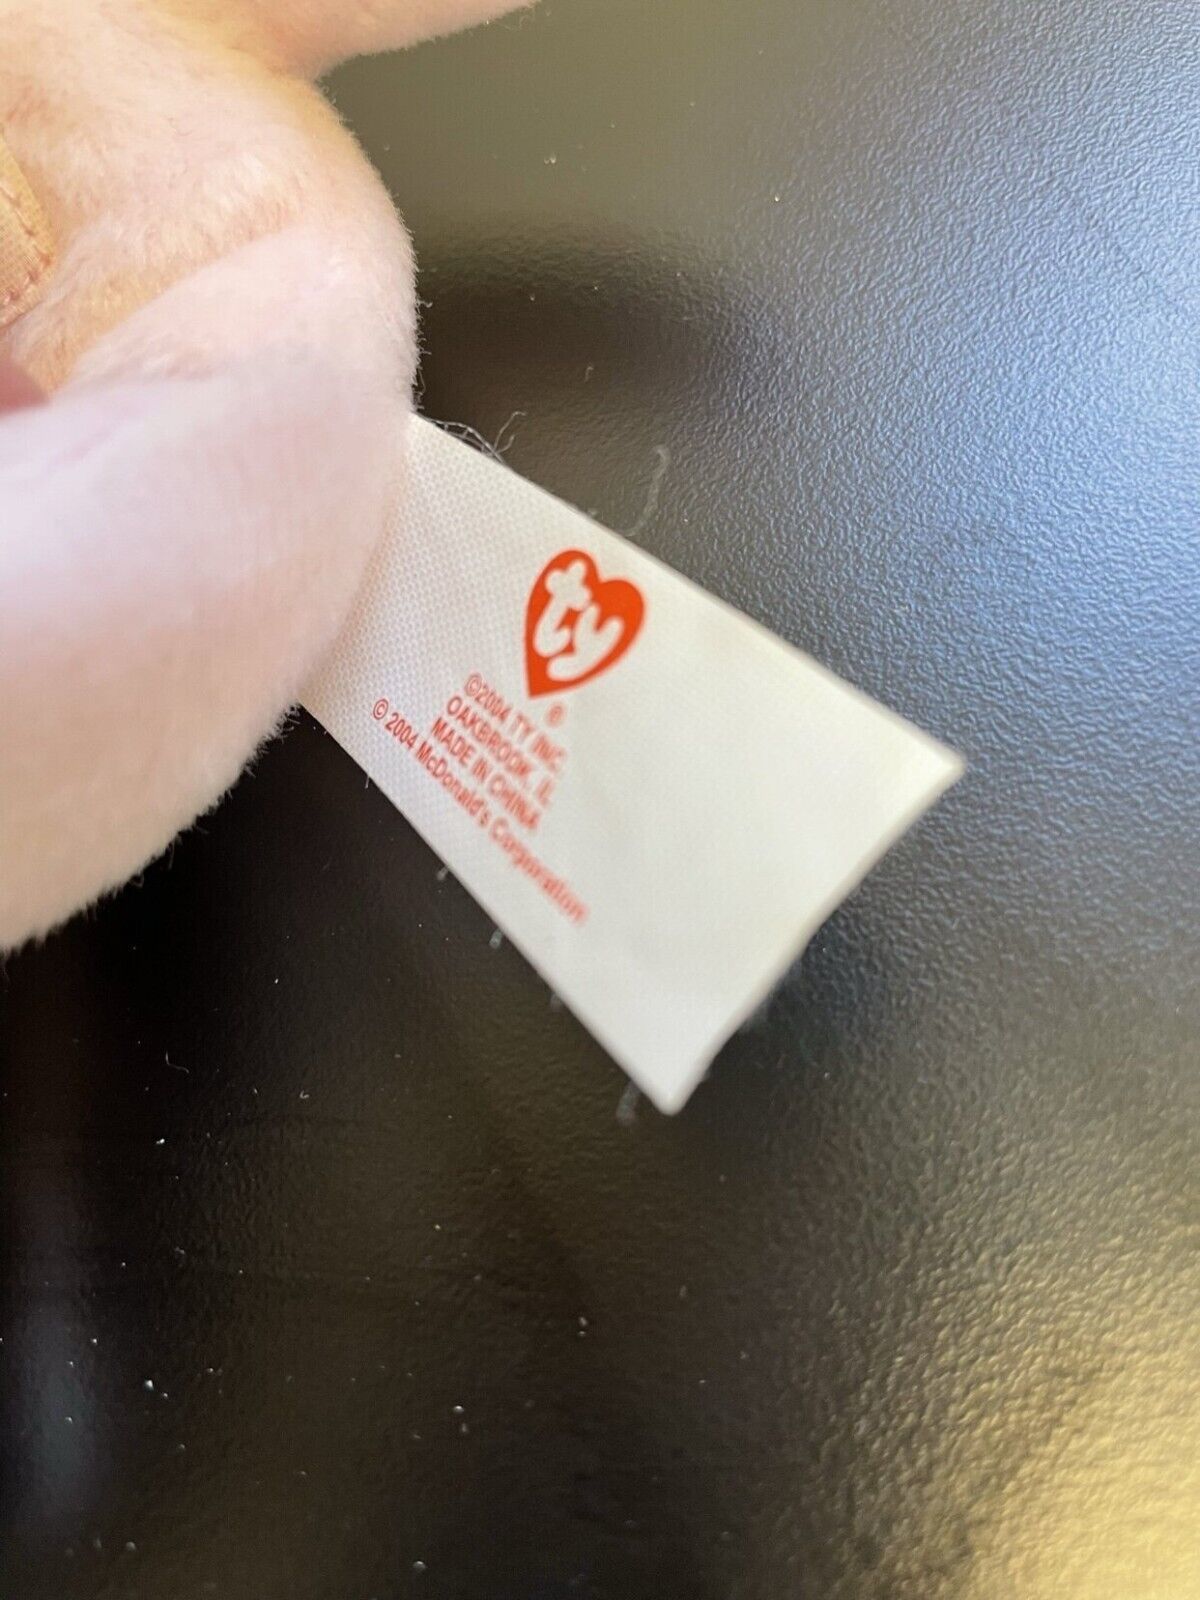 ty
®
©2004 TY INC.
OAKBROOK, IL
MADE IN CHINA
© 2004 McDonald's Corporation